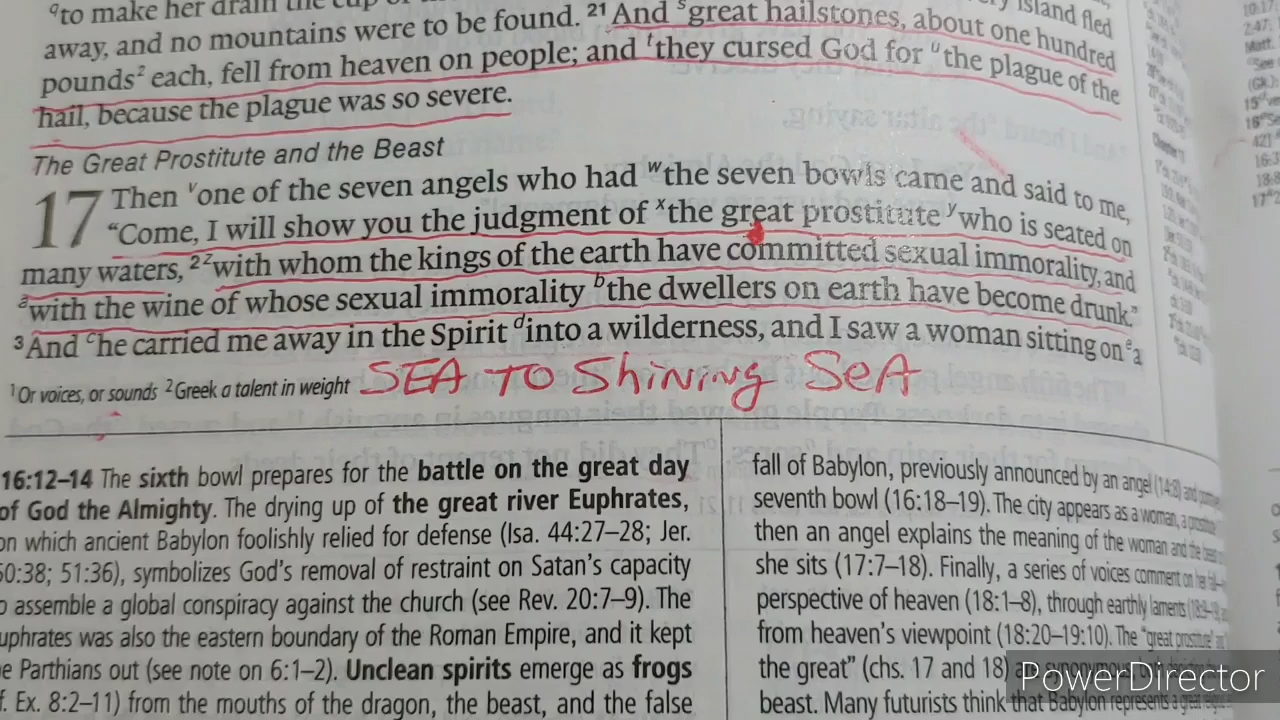 to make her drain the cup of
island fled
away, and no mountains were to be found. 21 And s great hailstones, about one hundred
pounds2 each, fell from heaven on people; and t they cursed God for u the plague of the
hail, because the plague was so severe.
The Great Prostitute and the Beast
17 Then v one of the seven angels who had w the seven bowls came and said to me,
“Come, I will show you the judgment of x the great prostitute y who is seated on
many waters, 2 z with whom the kings of the earth have committed sexual immorality, and
a with the wine of whose sexual immorality b the dwellers on earth have become drunk.”
3 And c he carried me away in the Spirit d into a wilderness, and I saw a woman sitting on e a
1 Or voices, or sounds 2 Greek a talent in weight
SEA TO ShiNiNg SeA
16:12–14 The sixth bowl prepares for the battle on the great day
of God the Almighty. The drying up of the great river Euphrates,
on which ancient Babylon foolishly relied for defense (Isa. 44:27–28; Jer.
50:38; 51:36), symbolizes God’s removal of restraint on Satan’s capacity
o assemble a global conspiracy against the church (see Rev. 20:7–9). The
uphrates was also the eastern boundary of the Roman Empire, and it kept
e Parthians out (see note on 6:1–2). Unclean spirits emerge as frogs
f. Ex. 8:2–11) from the mouths of the dragon, the beast, and the false
fall of Babylon, previously announced by an angel (14:8) and
seventh bowl (16:18–19). The city appears as a woman, a
then an angel explains the meaning of the woman and the
she sits (17:7–18). Finally, a series of voices comment on
perspective of heaven (18:1–8), through earthly laments
from heaven’s viewpoint (18:20–19:10). The “great prostitute”
the great” (chs. 17 and 18)
beast. Many futurists think that Babylon represents a
PowerDirector